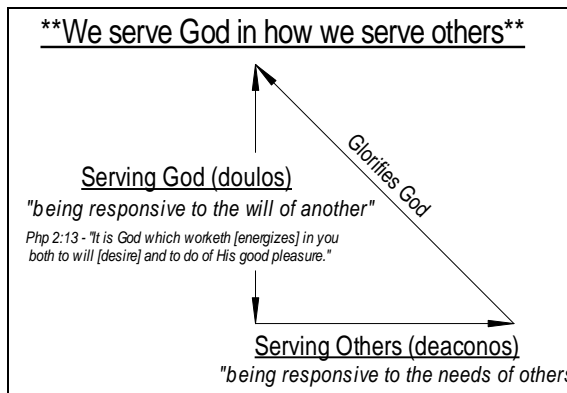 **We serve God in how we serve others**
Glorifies God
Serving God (doulos)
"being responsive to the will of another"
Php 2:13 - "It is God which worketh [energizes] in you
both to will [desire] and to do of His good pleasure."
Serving Others (deaconos)
"being responsive to the needs of others